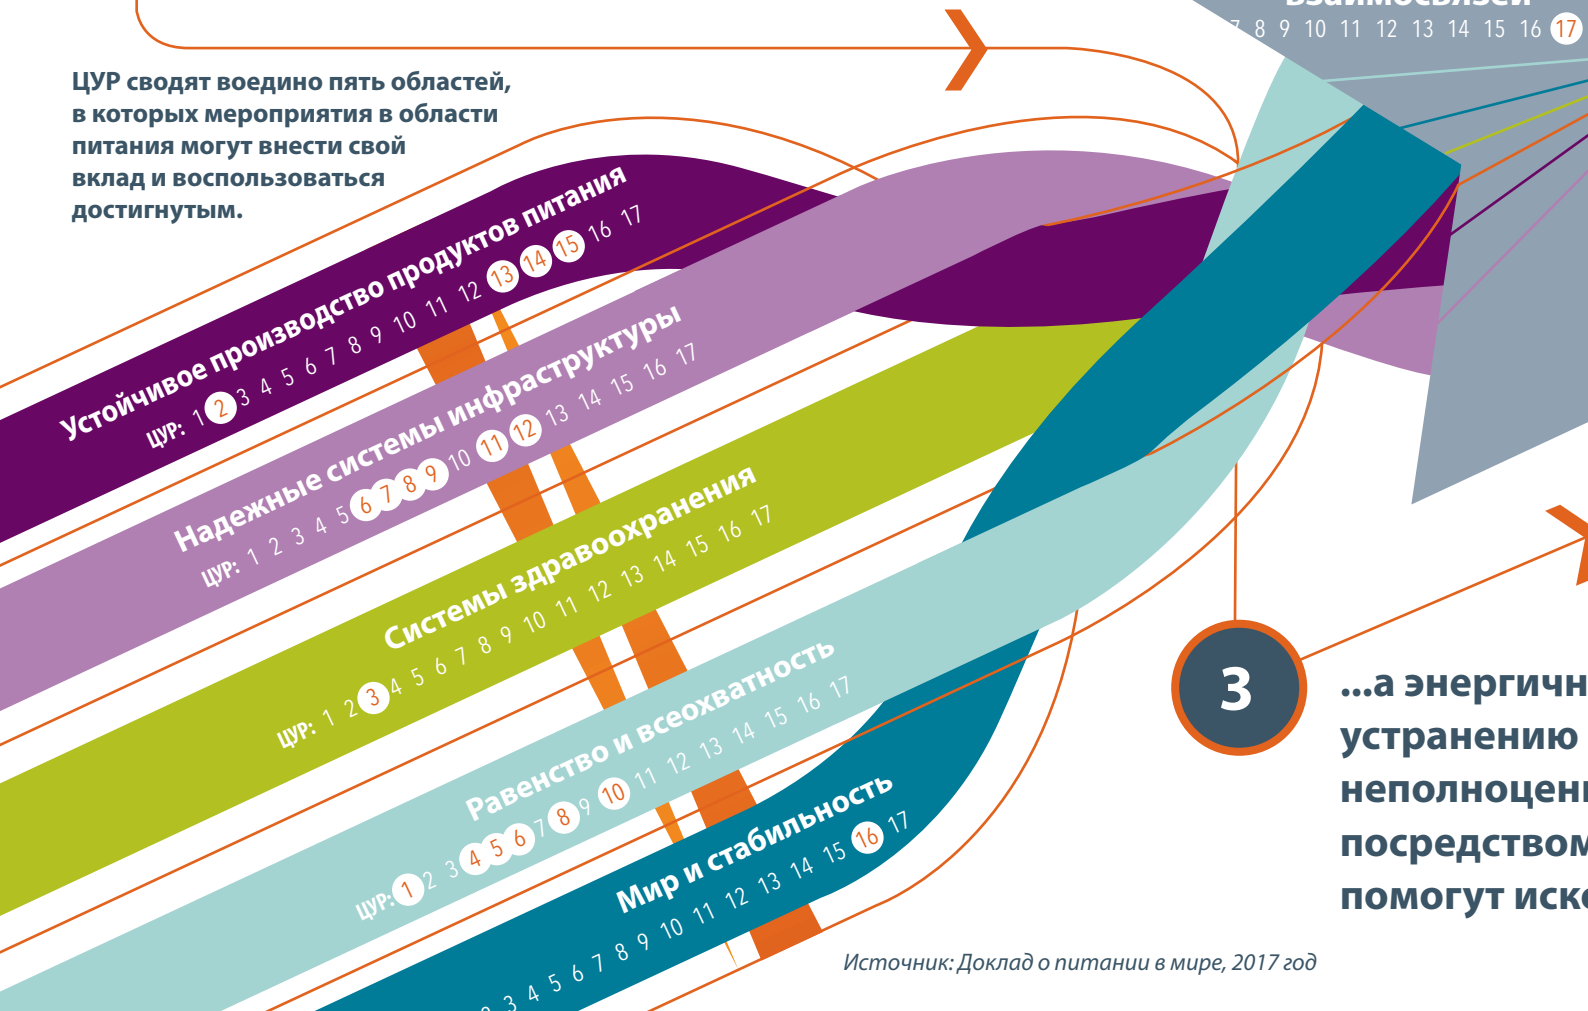 взаимосвязей
7 8 9 10 11 12 13 14 15 16 17
ЦУР сводят воедино пять областей,
в которых мероприятия в области
питания могут внести свой
вклад и воспользоваться
достигнутым.
Устойчивое производство продуктов питания
ЦУР: 1 2 3 4 5 6 7 8 9 10 11 12 13 14 15 16 17
Надежные системы инфраструктуры
ЦУР: 1 2 3 4 5 6 7 8 9 10 11 12 13 14 15 16 17
Системы здравоохранения
ЦУР: 1 2 3 4 5 6 7 8 9 10 11 12 13 14 15 16 17
Равенство и всеохватность
ЦУР: 1 2 3 4 5 6 7 8 9 10 11 12 13 14 15 16 17
Мир и стабильность
3 4 5 6 7 8 9 10 11 12 13 14 15 16 17
3
...а энергичн
устранению
неполноценн
посредством
помогут иско
Источник: Доклад о питании в мире, 2017 год